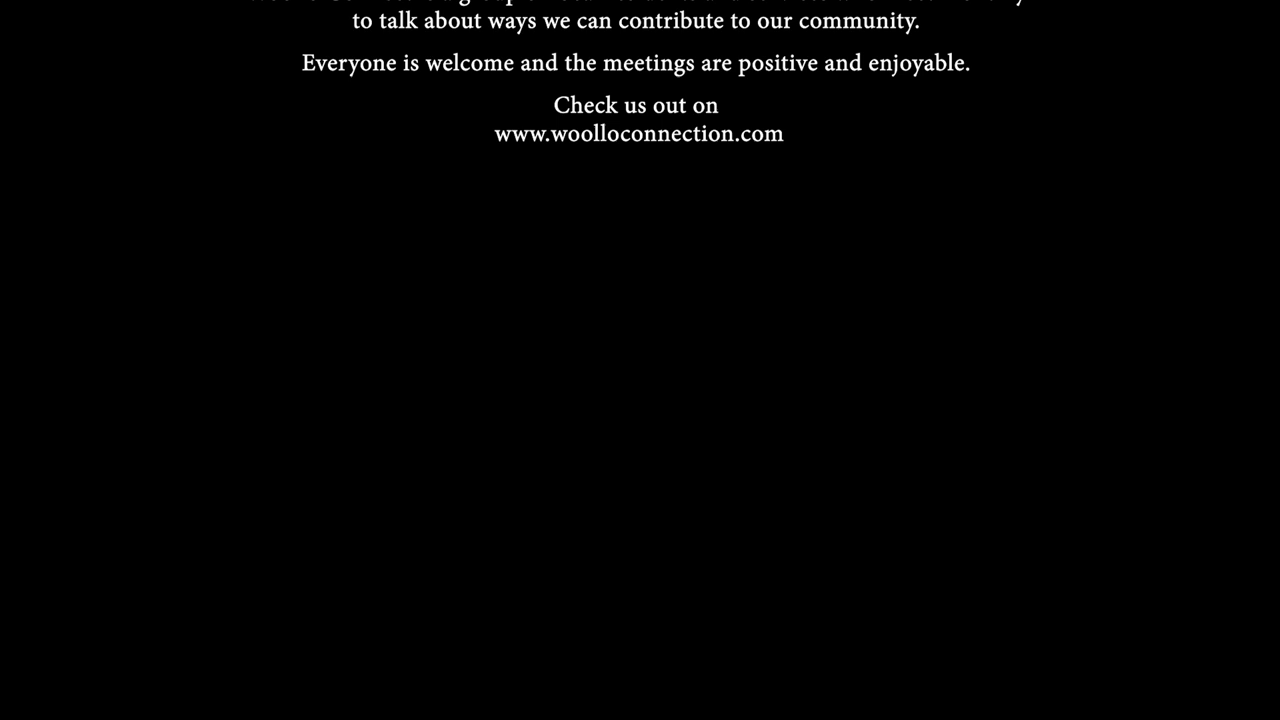 to talk about ways we can contribute to our community.
Everyone is welcome and the meetings are positive and enjoyable.
Check us out on
www.woolloconnection.com